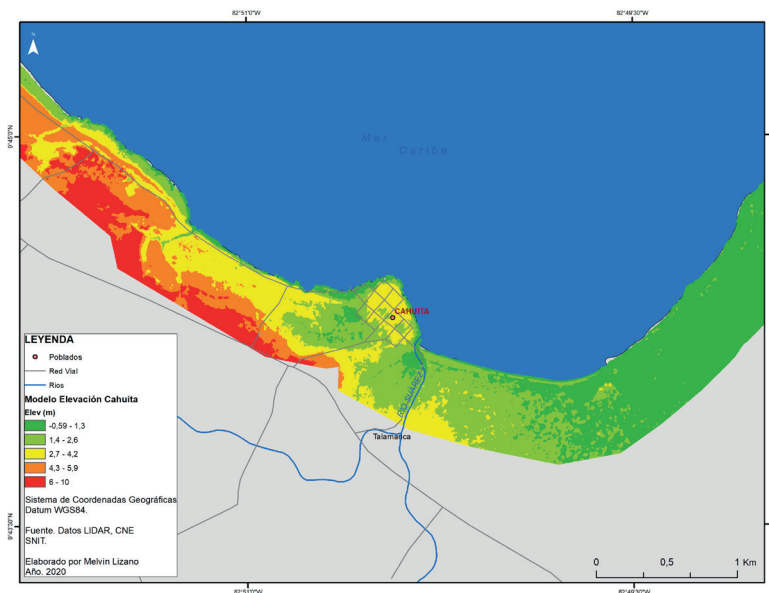 82°51'0"W
82°49'30"W
N
9°45'0"N
Mar
Caribe
CAHUITA
RIO SUAREZ
Talamanca
LEYENDA
Poblados
Red Vial
Rios
Modelo Elevación Cahuita
Elev (m)
-0,59 - 1,3
1,4 - 2,6
2,7 - 4,2
4,3 - 5,9
6 - 10
Sistema de Coordenadas Geográficas
Datum WGS84.
Fuente. Datos LIDAR, CNE
SNIT.
Elaborado por Melvin Lizano
Año. 2020
9°43'30"N
0 0,5 1 Km
82°51'0"W
82°49'30"W